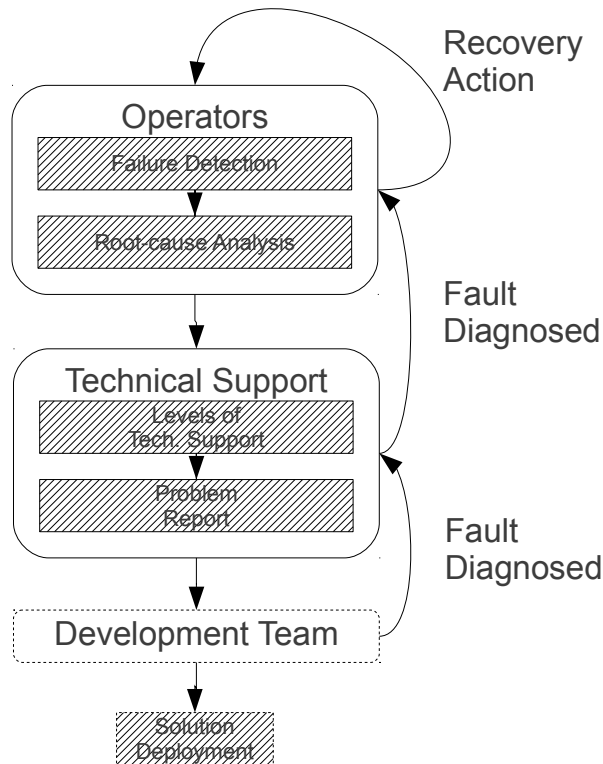 Recovery
Action
Operators
Failure Detection
Root-cause Analysis
Fault
Diagnosed
Technical Support
Levels of
Tech. Support
Problem
Report
Fault
Diagnosed
Development Team
Solution
Deployment